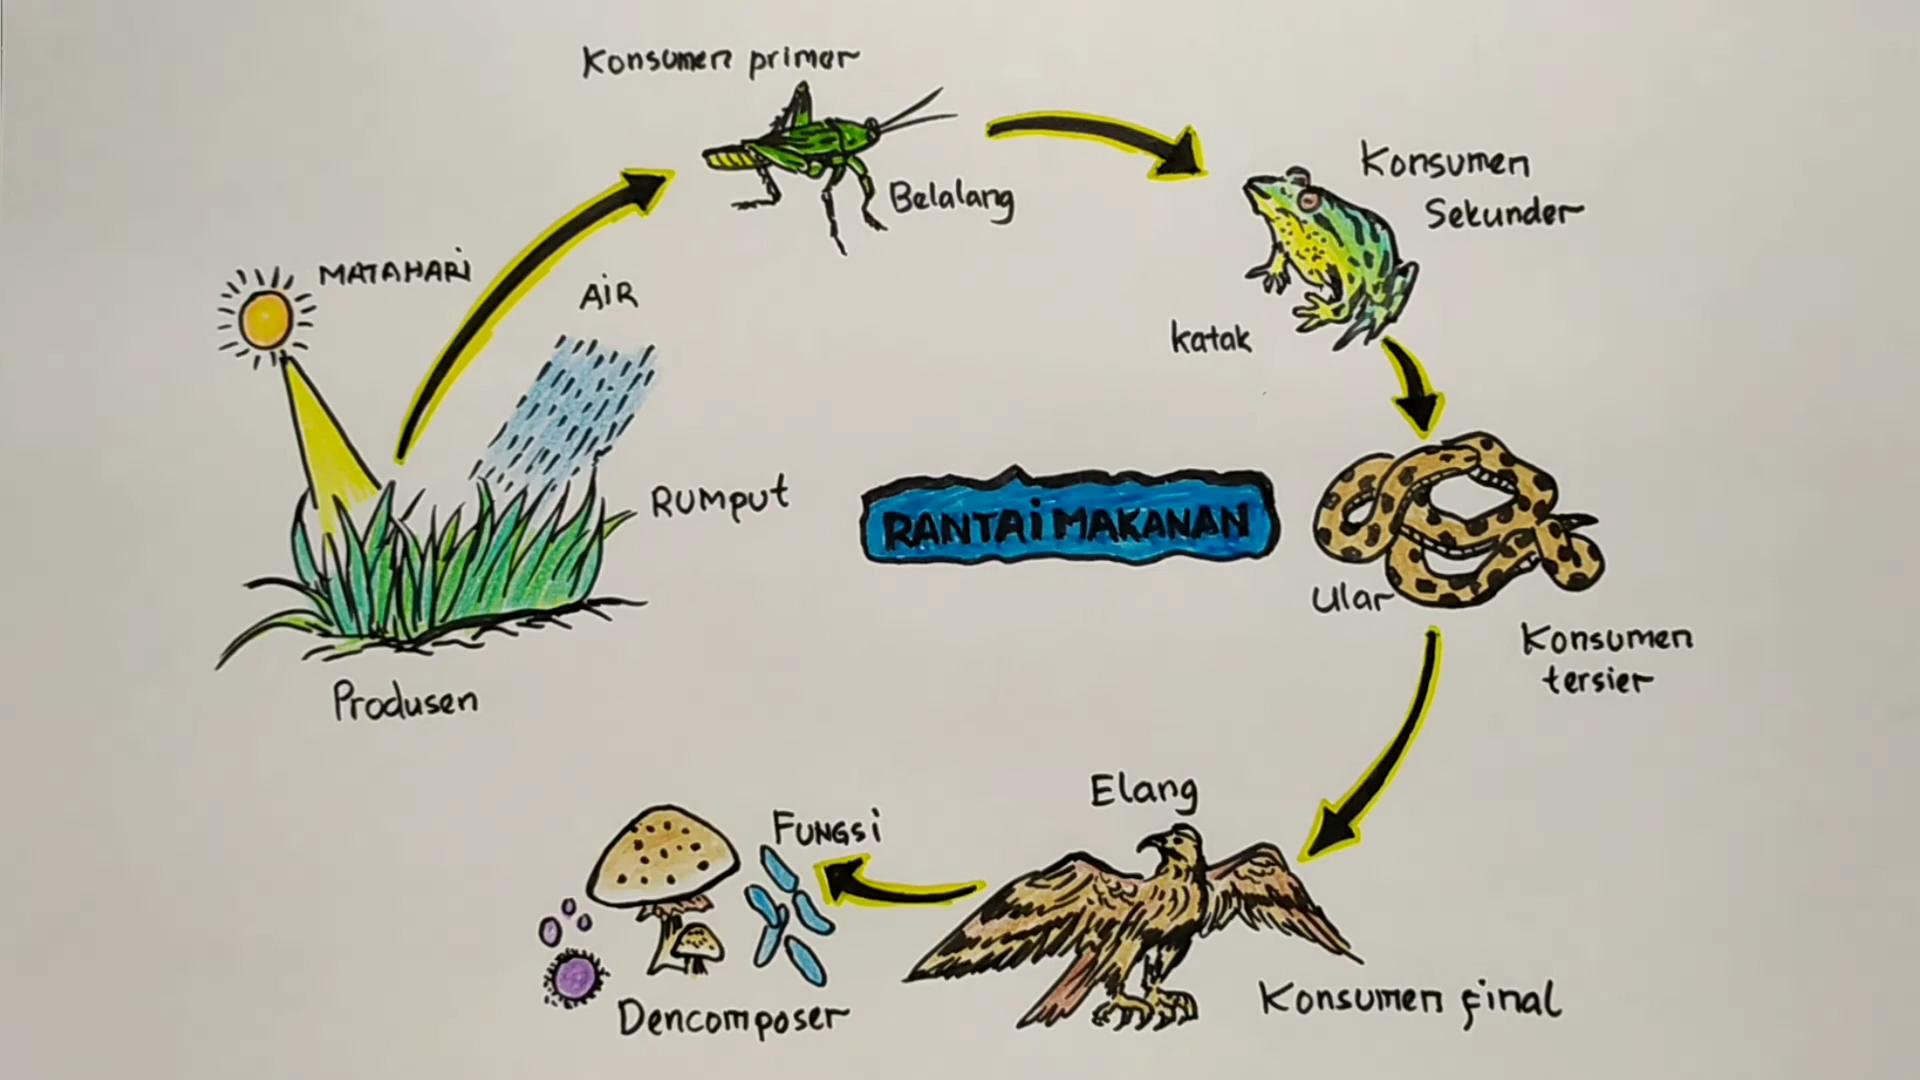 Konsumen primer
Belalang
Konsumen
Sekunder
katak
MATAHARI
AiR
RUMPUT
Produsen
RANTAi MAKANAN
Ular
Konsumen
tersier
Elang
Konsumen final
FUNGSi
Dencomposer